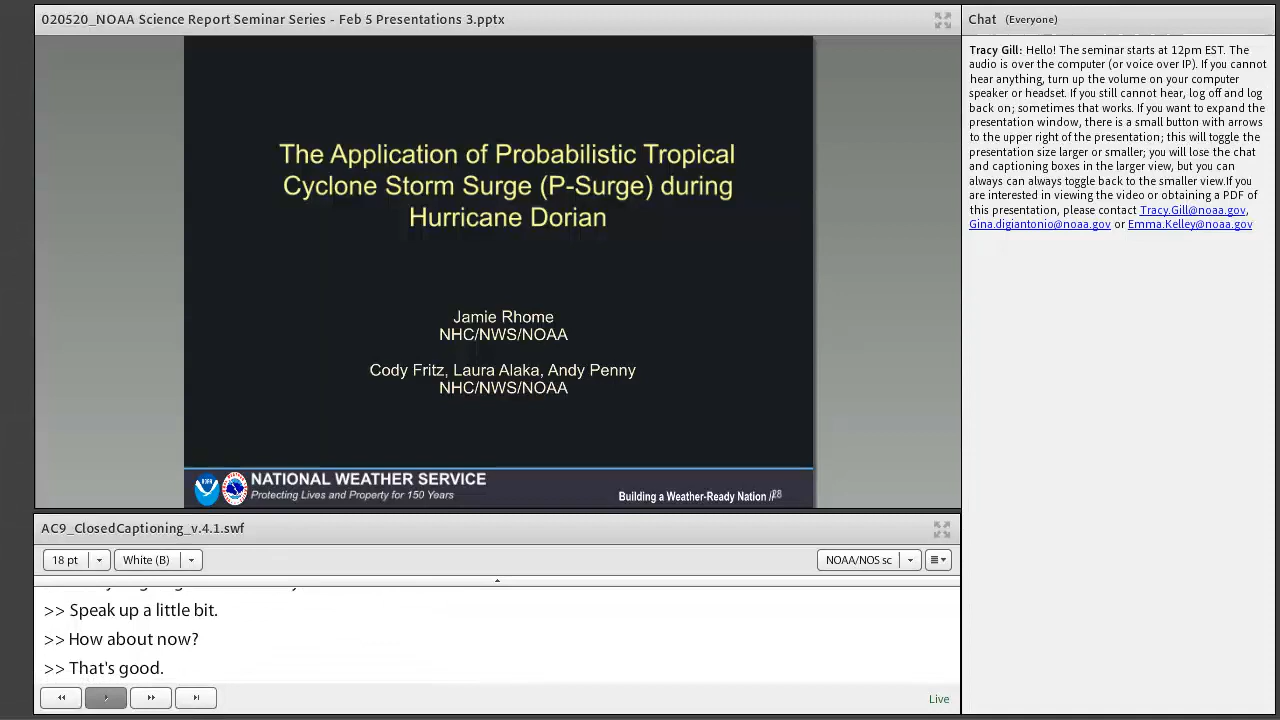 020520_NOAA Science Report Seminar Series - Feb 5 Presentations 3.pptx
The Application of Probabilistic Tropical
Cyclone Storm Surge (P-Surge) during
Hurricane Dorian
Jamie Rhome
NHC/NWS/NOAA
Cody Fritz, Laura Alaka, Andy Penny
NHC/NWS/NOAA
NOAA
NATIONAL WEATHER SERVICE
Protecting Lives and Property for 150 Years
Building a Weather-Ready Nation // 28
Chat (Everyone)
Tracy Gill: Hello! The seminar starts at 12pm EST. The
audio is over the computer (or voice over IP). If you cannot
hear anything, turn up the volume on your computer
speaker or headset. If you still cannot hear, log off and log
back on; sometimes that works. If you want to expand the
presentation window, there is a small button with arrows
to the upper right of the presentation; this will toggle the
presentation size larger or smaller; you will lose the chat
and captioning boxes in the larger view, but you can
always can always toggle back to the smaller view.If you
are interested in viewing the video or obtaining a PDF of
this presentation, please contact Tracy.Gill@noaa.gov,
Gina.digiantonio@noaa.gov or Emma.Kelley@noaa.gov
AC9_ClosedCaptioning_v.4.1.swf
18 pt White (B) NOAA/NOS sc
>> Speak up a little bit.
>> How about now?
>> That's good.
Live